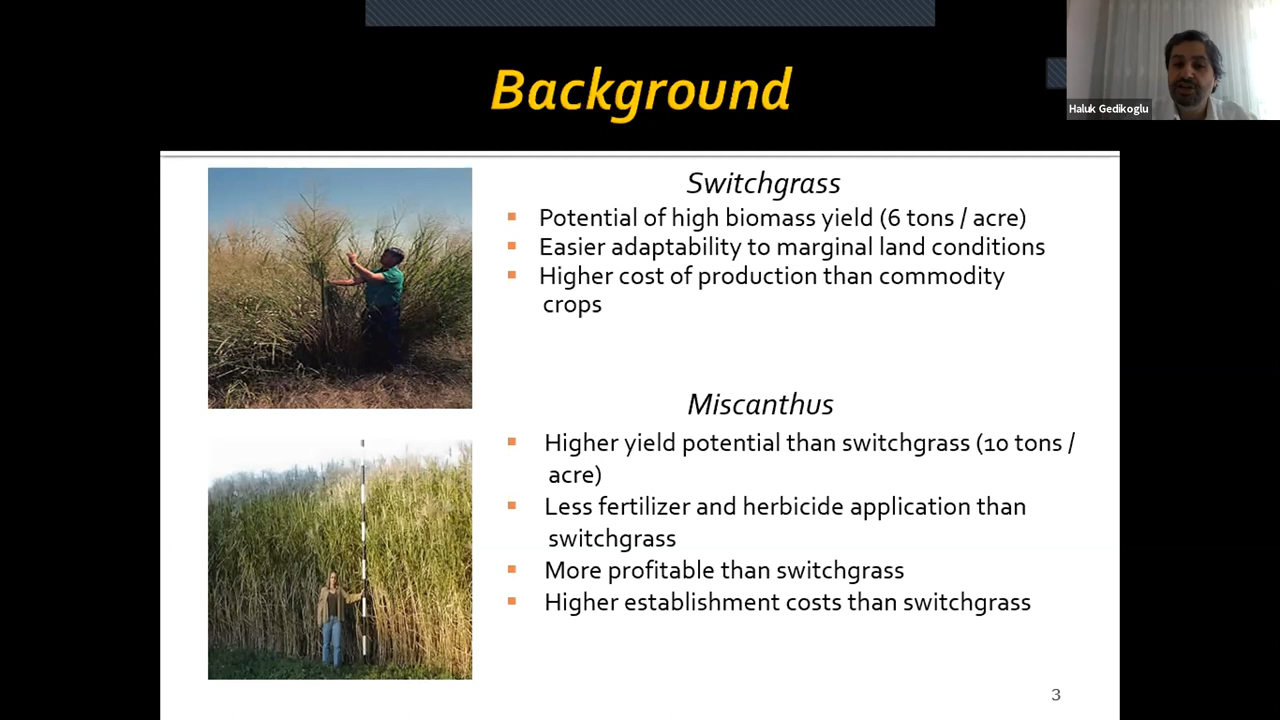 Background
Haluk Gedikoglu
Switchgrass
▪ Potential of high biomass yield (6 tons / acre)
▪ Easier adaptability to marginal land conditions
▪ Higher cost of production than commodity
crops
Miscanthus
▪ Higher yield potential than switchgrass (10 tons /
acre)
▪ Less fertilizer and herbicide application than
switchgrass
▪ More profitable than switchgrass
▪ Higher establishment costs than switchgrass
3